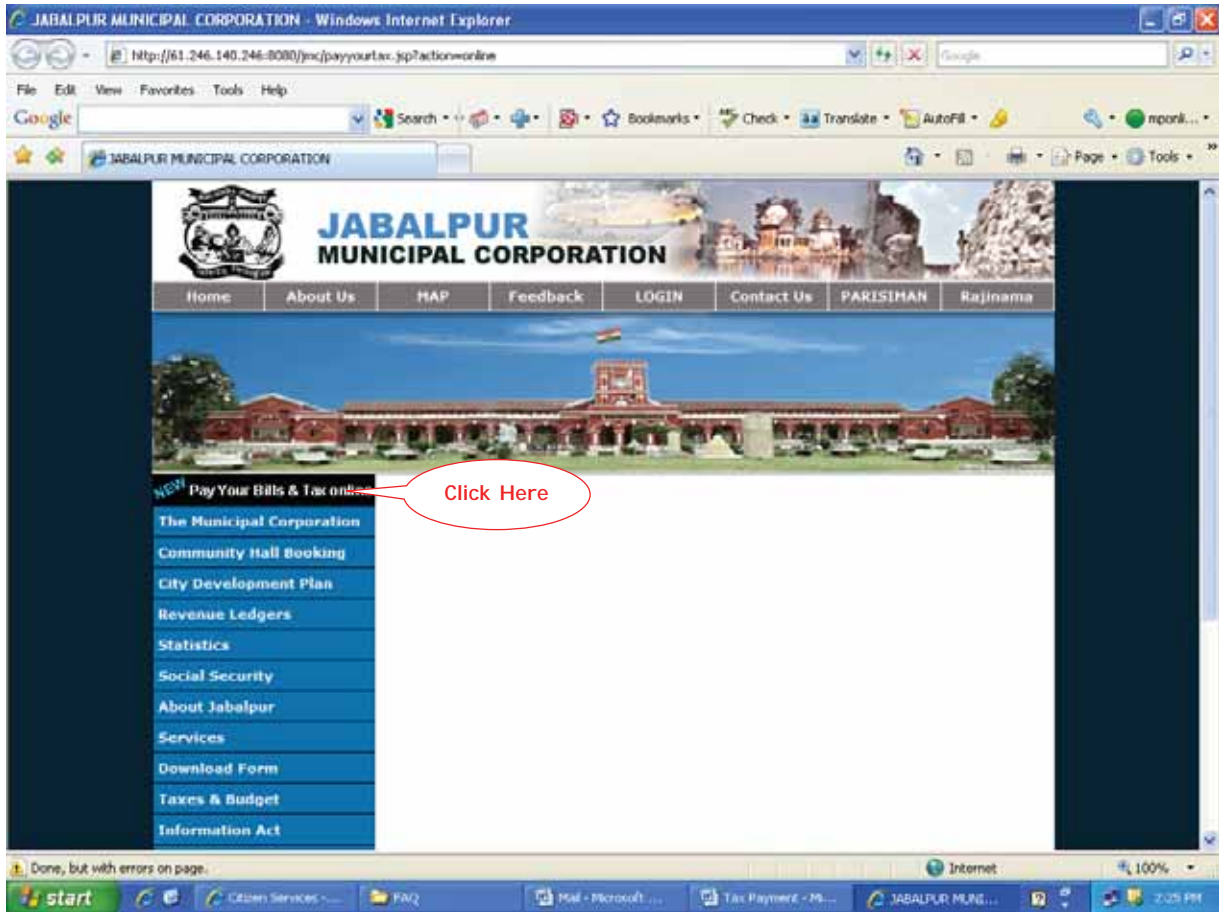 JABALPUR MUNICIPAL CORPORATION - Windows Internet Explorer
http://61.246.140.246:8080/jmc/payyourtax.jsp?action=online
Google
File Edit View Favorites Tools Help
Google Search Bookmarks Check Translate AutoFill mponli...
JABALPUR MUNICIPAL CORPORATION Page Tools
JABALPUR
MUNICIPAL CORPORATION
Home About Us MAP Feedback LOGIN Contact Us PARISIMAN Rajinama
NEW Pay Your Bills & Tax online
Click Here
The Municipal Corporation
Community Hall Booking
City Development Plan
Revenue Ledgers
Statistics
Social Security
About Jabalpur
Services
Download Form
Taxes & Budget
Information Act
Done, but with errors on page. Internet 100%
start Citizen Services -... FAQ Mail - Microsoft ... Tax Payment - Mi... JABALPUR MUNI... 2:25 PM